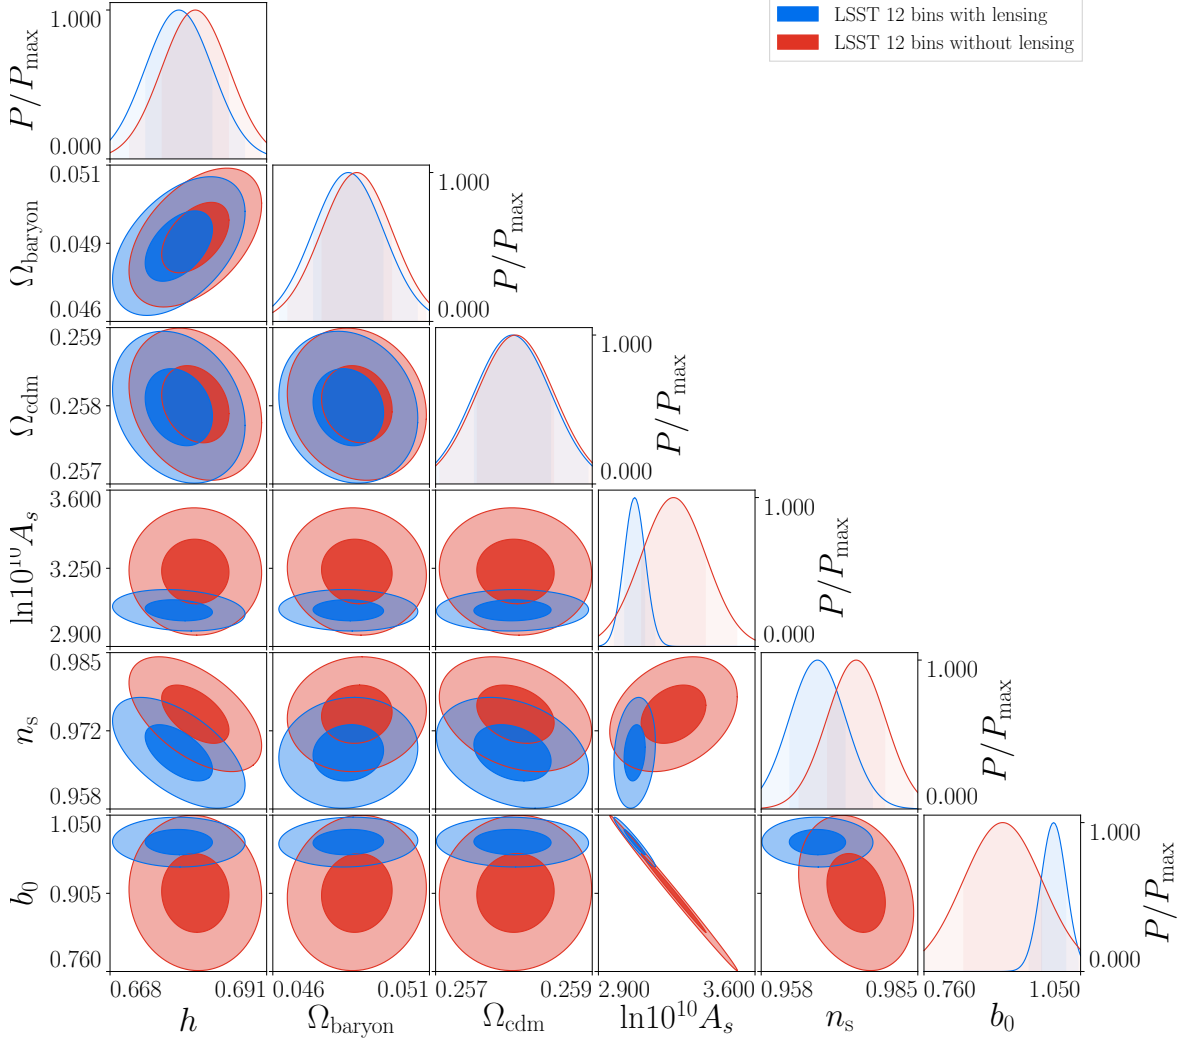 LSST 12 bins with lensing
LSST 12 bins without lensing
1.000
P/P_max
0.000
0.051
Ω_baryon
0.049
0.046
1.000
P/P_max
0.000
0.259
Ω_cdm
0.258
0.257
1.000
P/P_max
0.000
3.600
ln10^10 A_s
3.250
2.900
1.000
P/P_max
0.000
0.985
n_s
0.972
0.958
1.000
P/P_max
0.000
1.050
b_0
0.905
0.760
1.000
P/P_max
0.000
0.668 0.691 0.046 0.051 0.257 0.259 2.900 3.600 0.958 0.985 0.760 1.050
h Ω_baryon Ω_cdm ln10^10 A_s n_s b_0